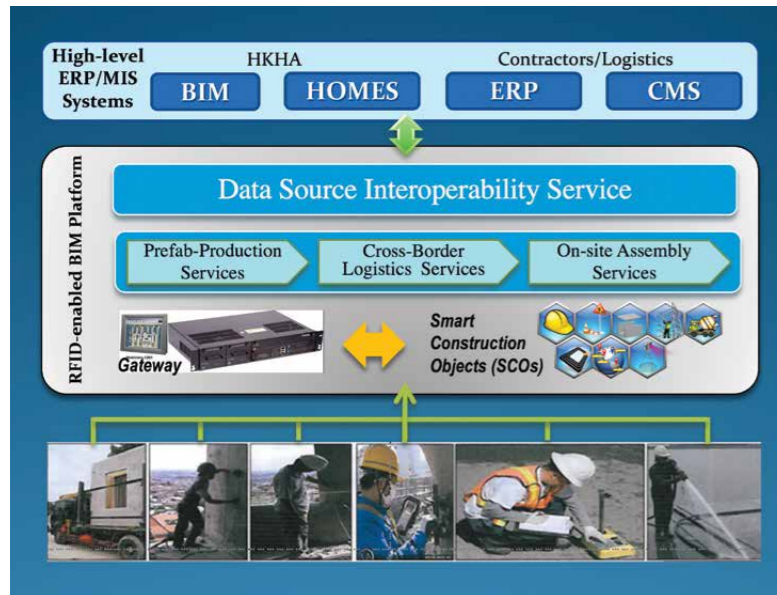 High-level
ERP/MIS
Systems
HKHA
Contractors/Logistics
BIM
HOMES
ERP
CMS
RFID-enabled BIM Platform
Data Source Interoperability Service
Prefab-Production
Services
Cross-Border
Logistics Services
On-site Assembly
Services
Gateway
Smart
Construction
Objects (SCOs)